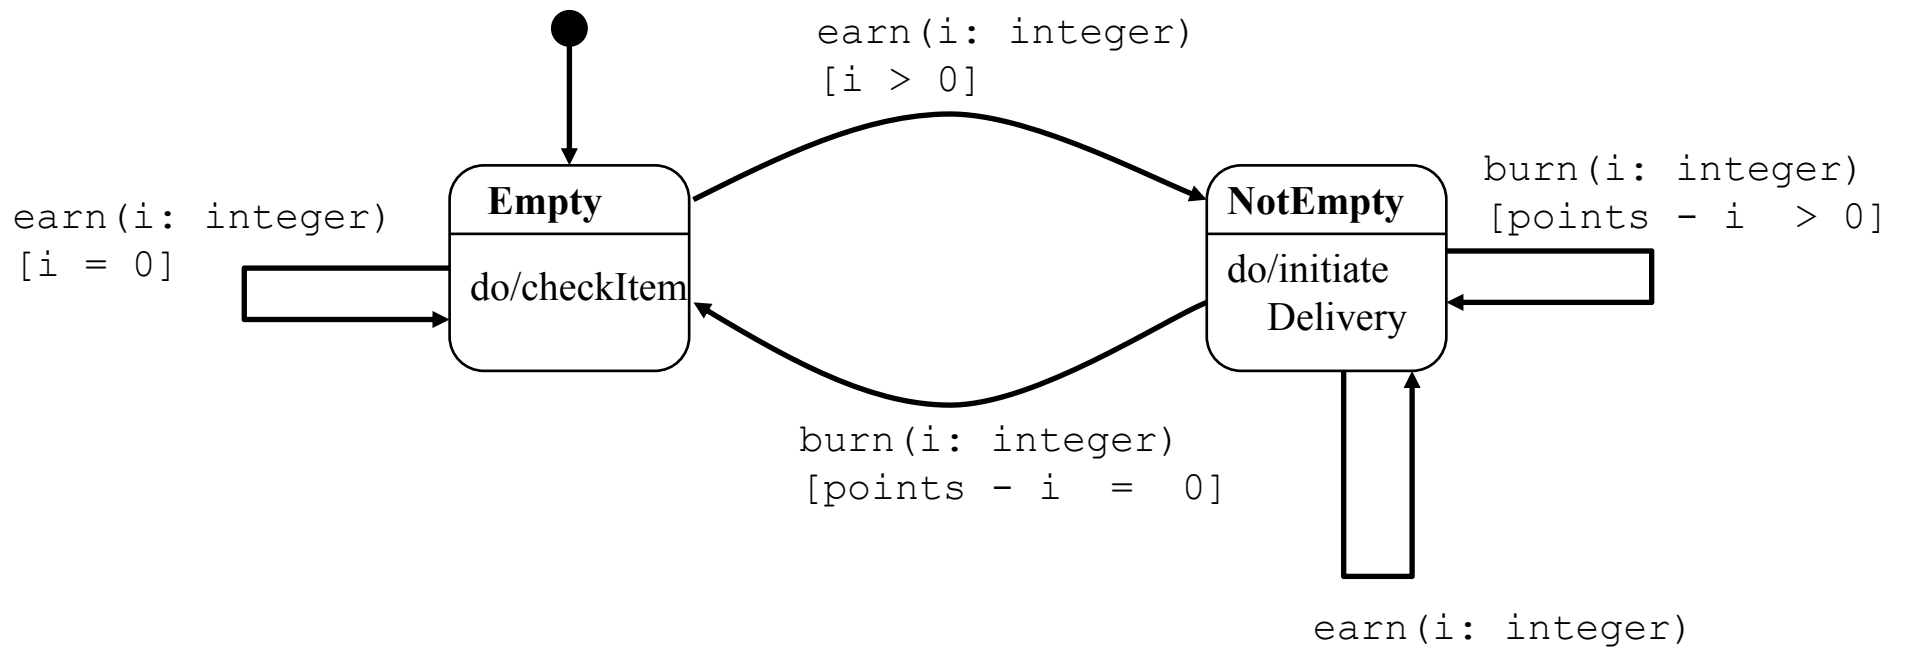 earn(i: integer)
[i > 0]
earn(i: integer)
[i = 0]
Empty
do/checkItem
NotEmpty
do/initiate
Delivery
burn(i: integer)
[points - i > 0]
burn(i: integer)
[points - i = 0]
earn(i: integer)